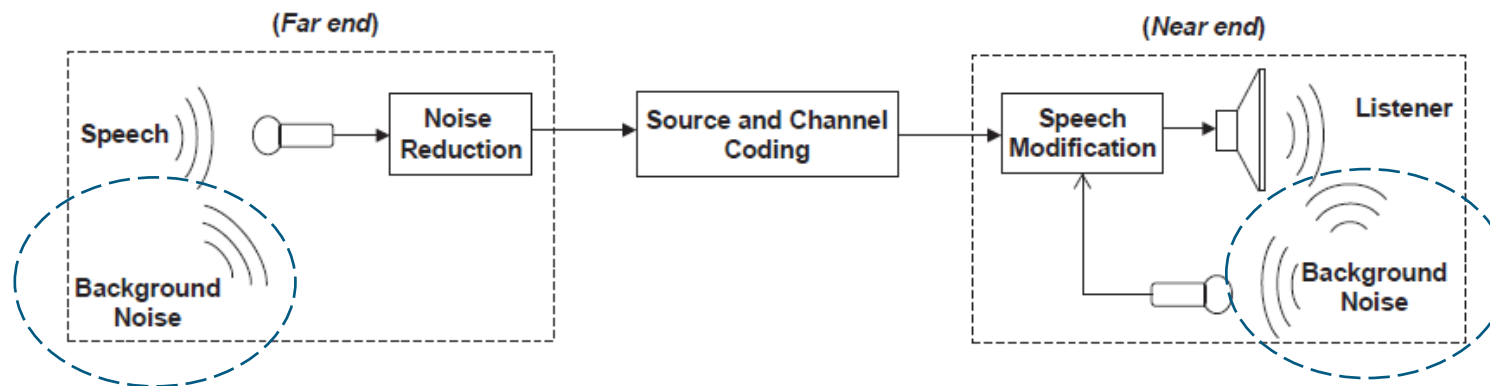 (Far end)
(Near end)
Speech
Noise
Reduction
Source and Channel
Coding
Speech
Modification
Listener
Background
Noise
Background
Noise